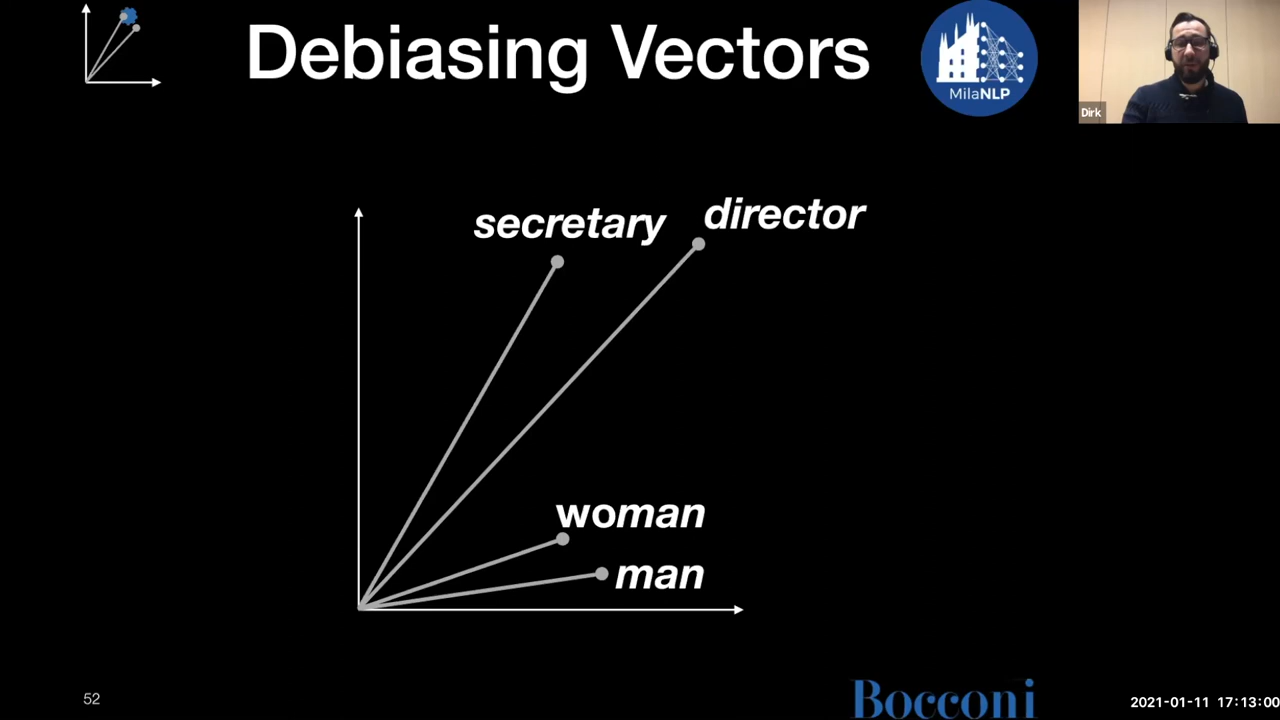 Debiasing Vectors
MilaNLP
Dirk
secretary
director
woman
man
52
Bocconi
2021-01-11 17:13:00